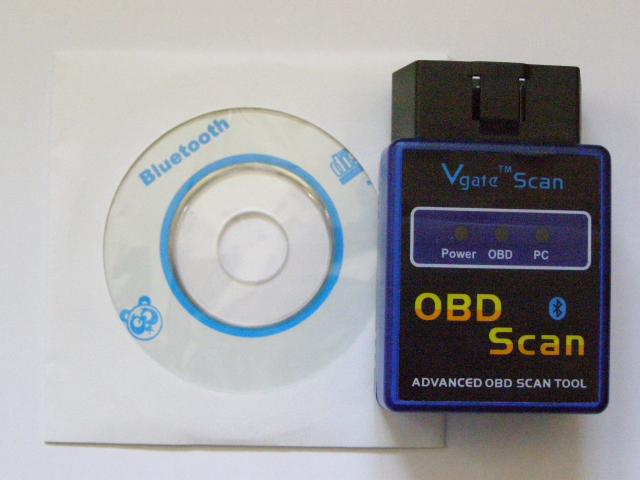 Bluetooth
Vgate™ Scan
Power OBD PC
OBD
Scan
ADVANCED OBD SCAN TOOL